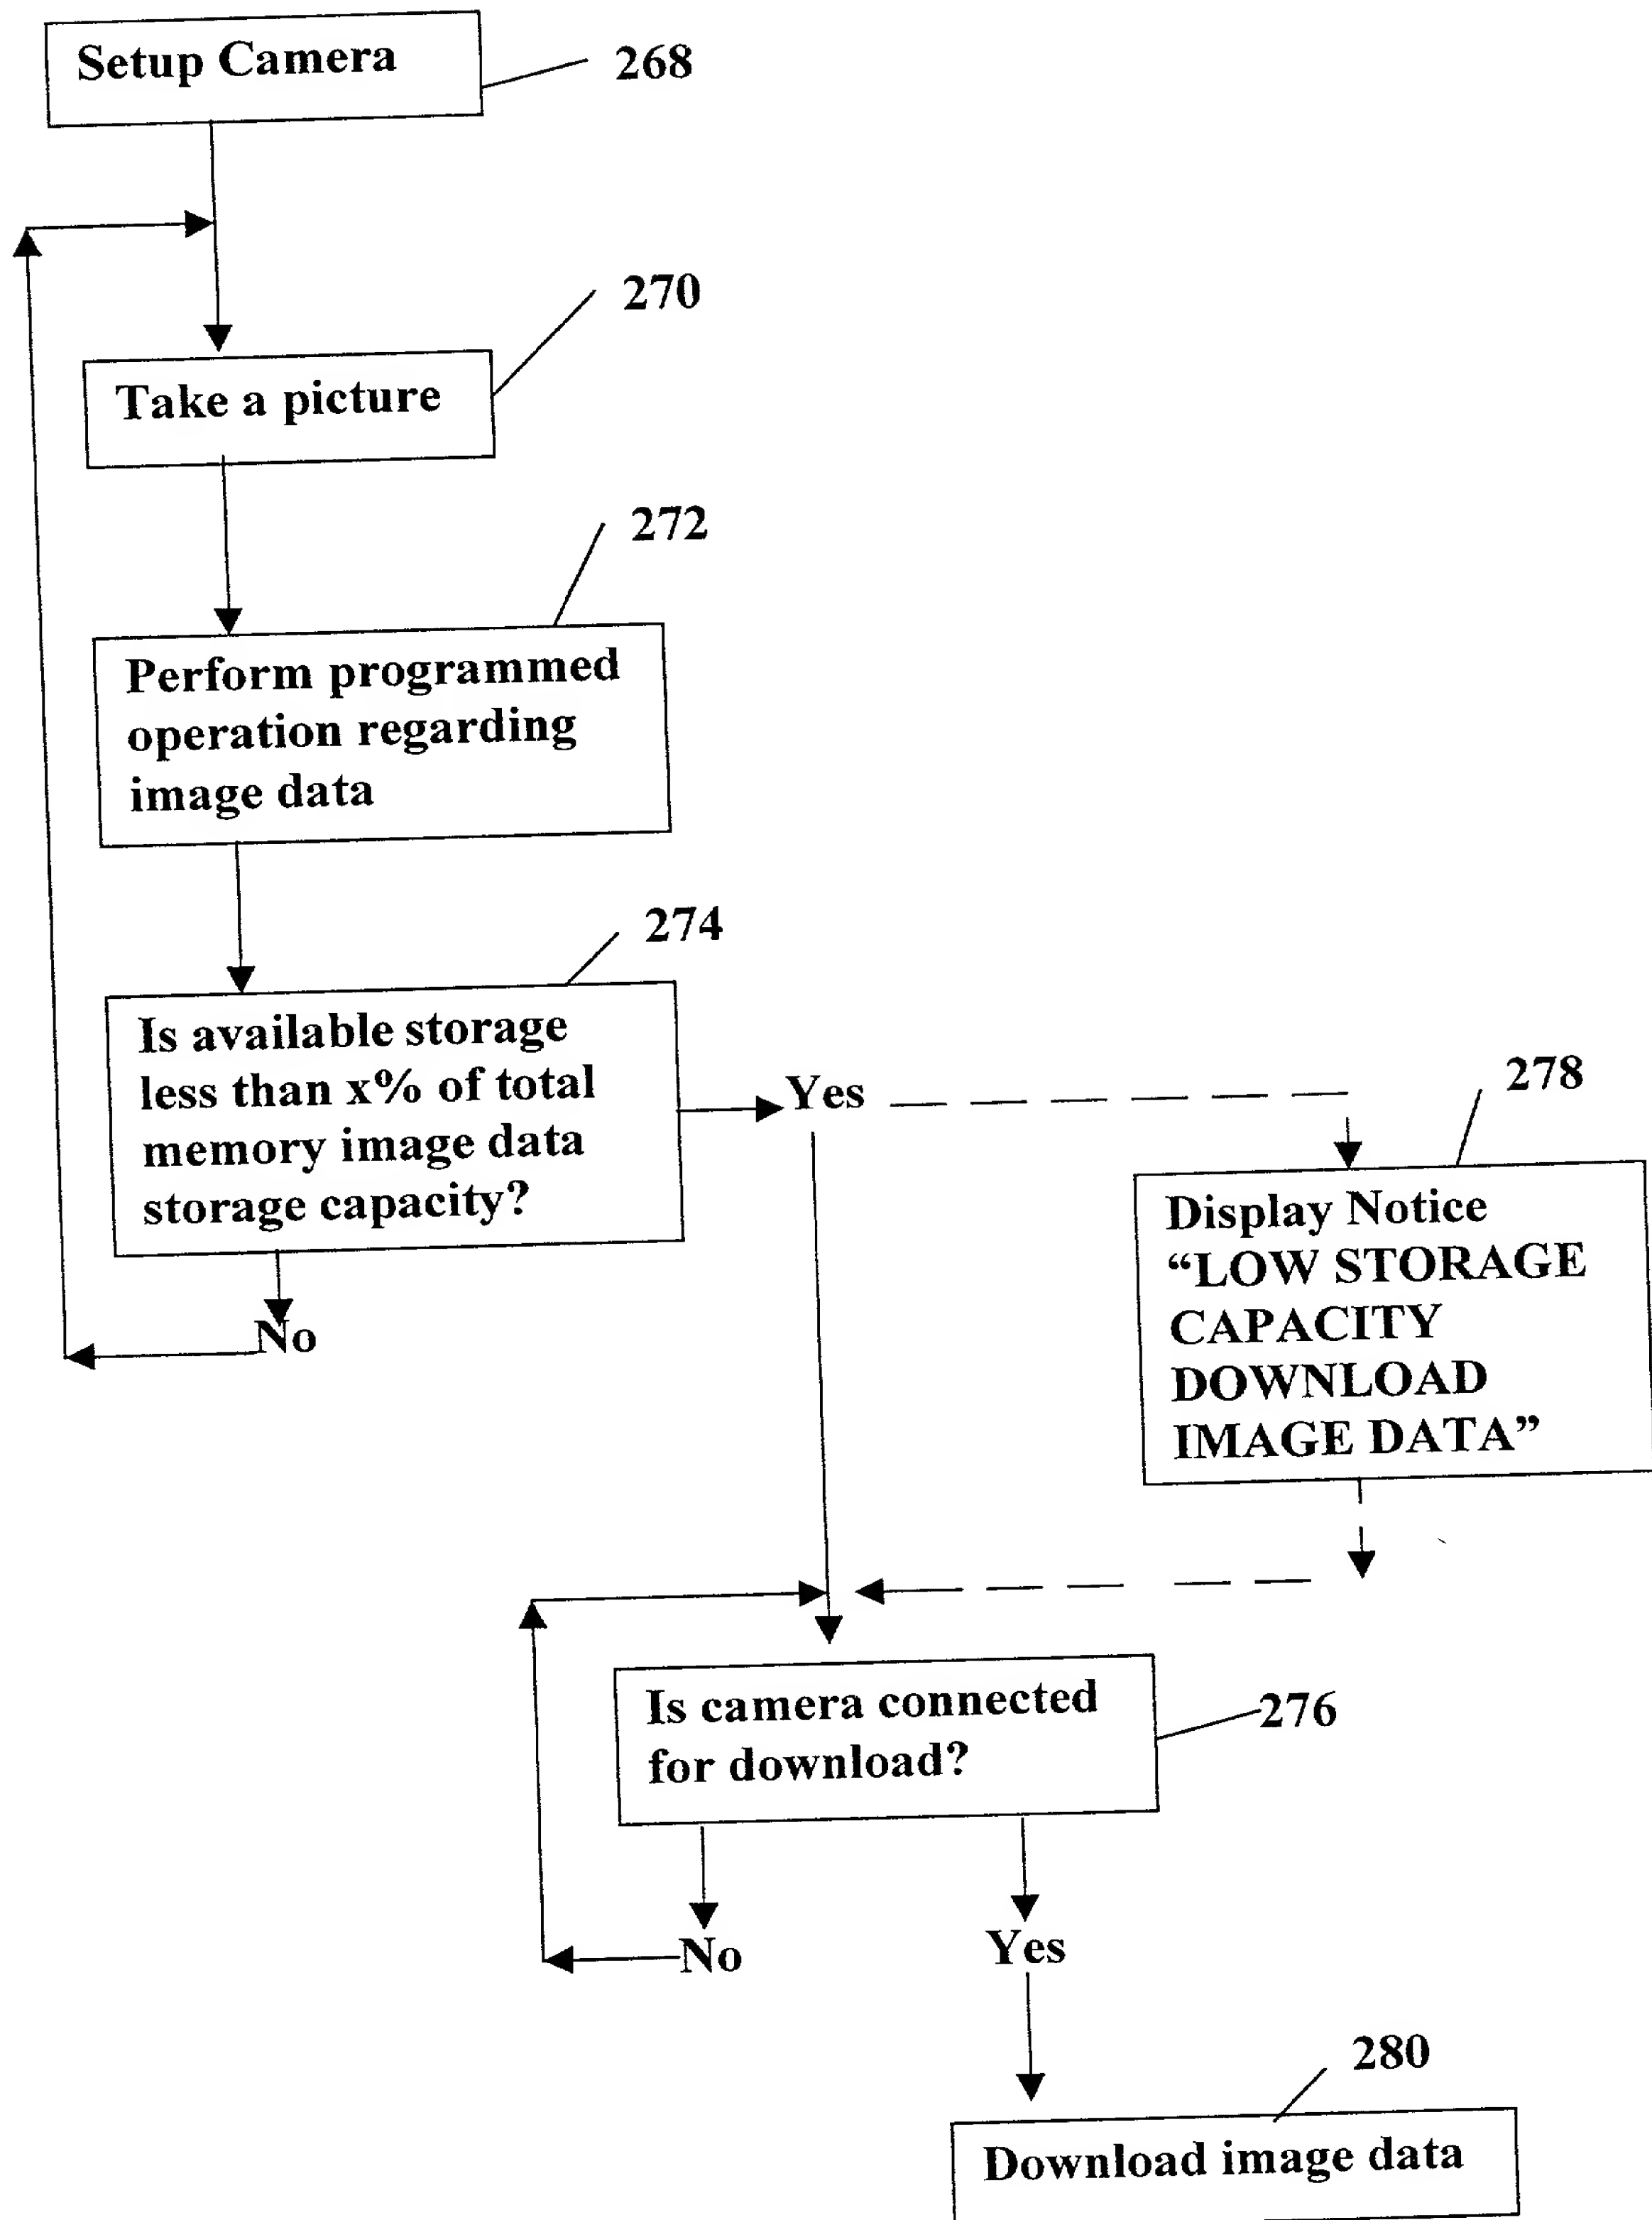 Setup Camera
268
270
Take a picture
272
Perform programmed
operation regarding
image data
274
Is available storage
less than x% of total
memory image data
storage capacity?
Yes
278
Display Notice
“LOW STORAGE
CAPACITY
DOWNLOAD
IMAGE DATA”
No
Is camera connected
for download?
276
No
Yes
280
Download image data